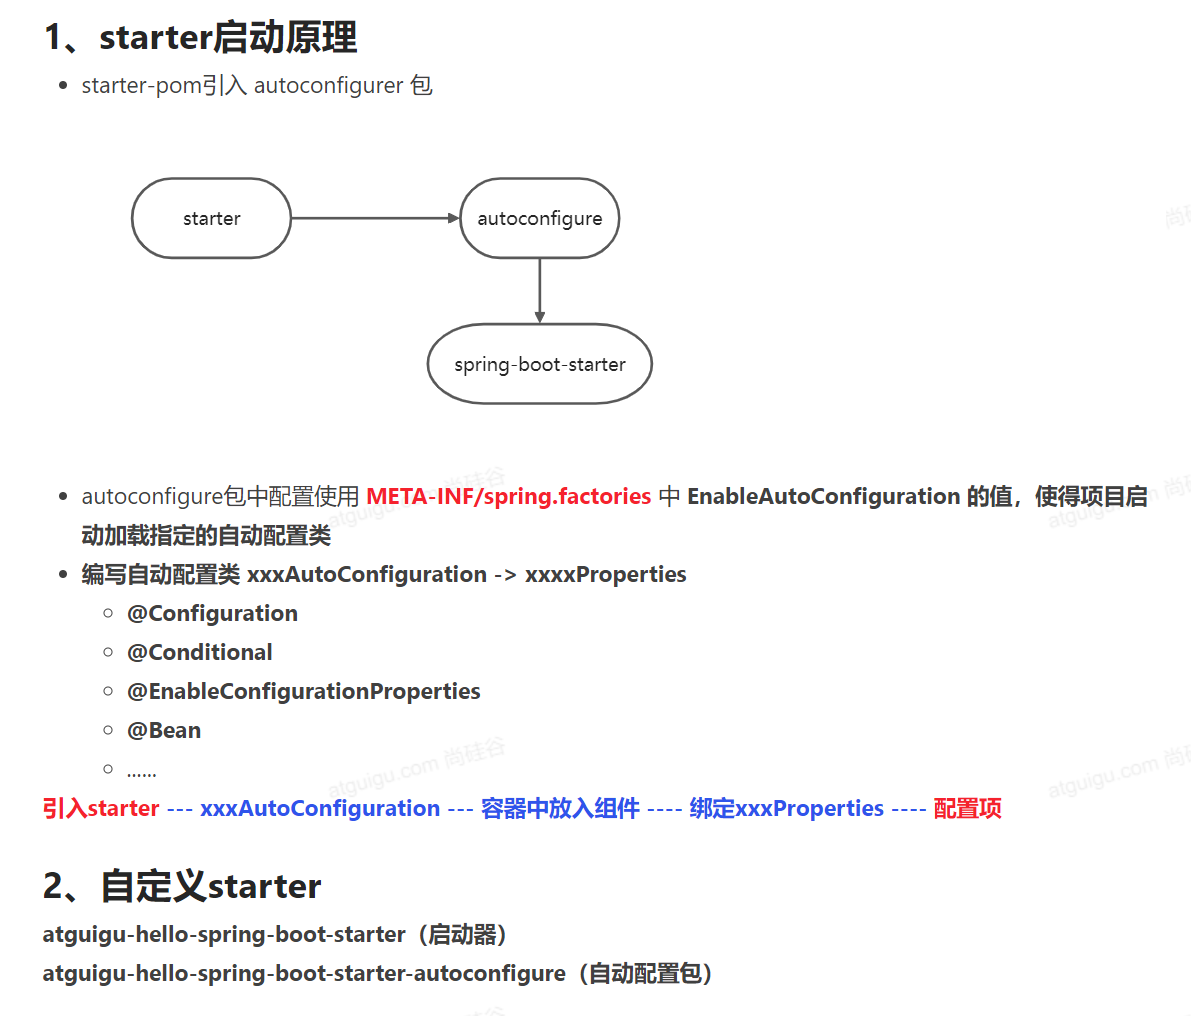 1、starter启动原理
starter-pom引入 autoconfigurer 包
starter
autoconfigure
spring-boot-starter
autoconfigure包中配置使用 META-INF/spring.factories 中 EnableAutoConfiguration 的值，使得项目启
动加载指定的自动配置类
编写自动配置类 xxxAutoConfiguration -> xxxxProperties
@Configuration
@Conditional
@EnableConfigurationProperties
@Bean
......
引入starter --- xxxAutoConfiguration --- 容器中放入组件 ---- 绑定xxxProperties ---- 配置项
2、自定义starter
atguigu-hello-spring-boot-starter（启动器）
atguigu-hello-spring-boot-starter-autoconfigure（自动配置包）
atguigu.com 尚硅谷
atguigu.com 尚硅谷